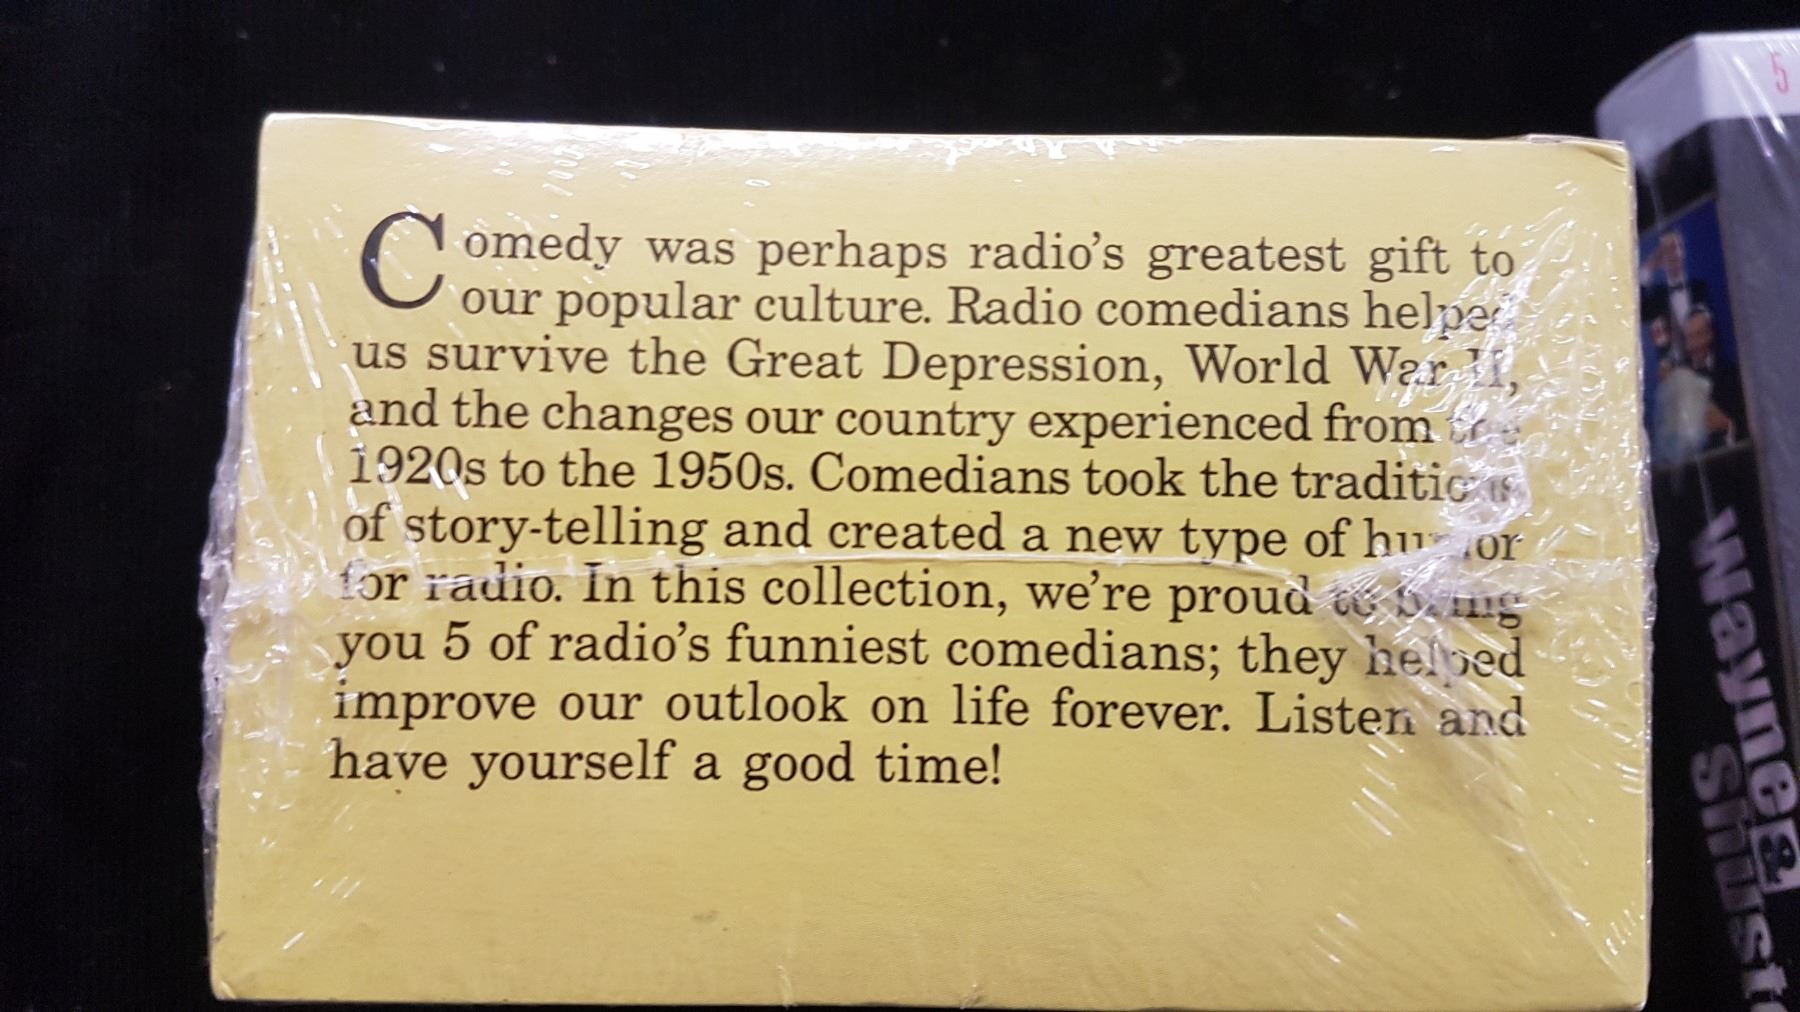 Comedy was perhaps radio's greatest gift to
our popular culture. Radio comedians helped
us survive the Great Depression, World War II,
and the changes our country experienced from the
1920s to the 1950s. Comedians took the traditions
of story-telling and created a new type of humor
for radio. In this collection, we're proud to bring
you 5 of radio's funniest comedians; they helped
improve our outlook on life forever. Listen and
have yourself a good time!
5
Wayne &
Shust